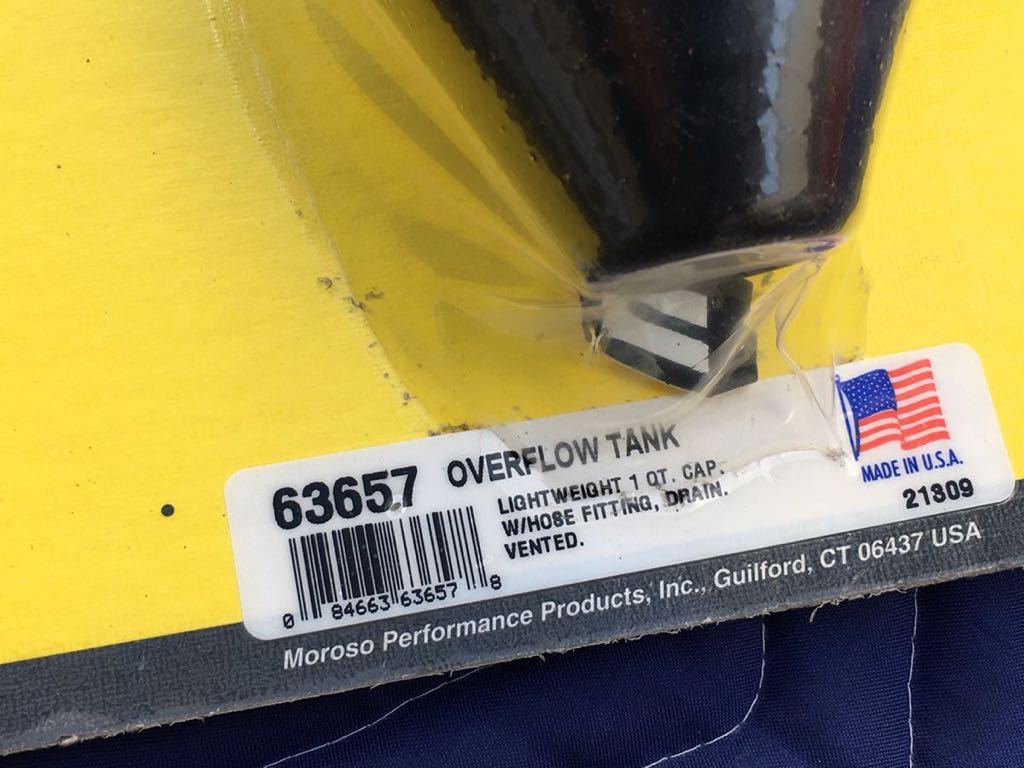 63657 OVERFLOW TANK
LIGHTWEIGHT 1 QT. CAP.
W/HOSE FITTING, DRAIN.
VENTED.
0 84663 63657 8
MADE IN U.S.A.
21809
Moroso Performance Products, Inc., Guilford, CT 06437 USA